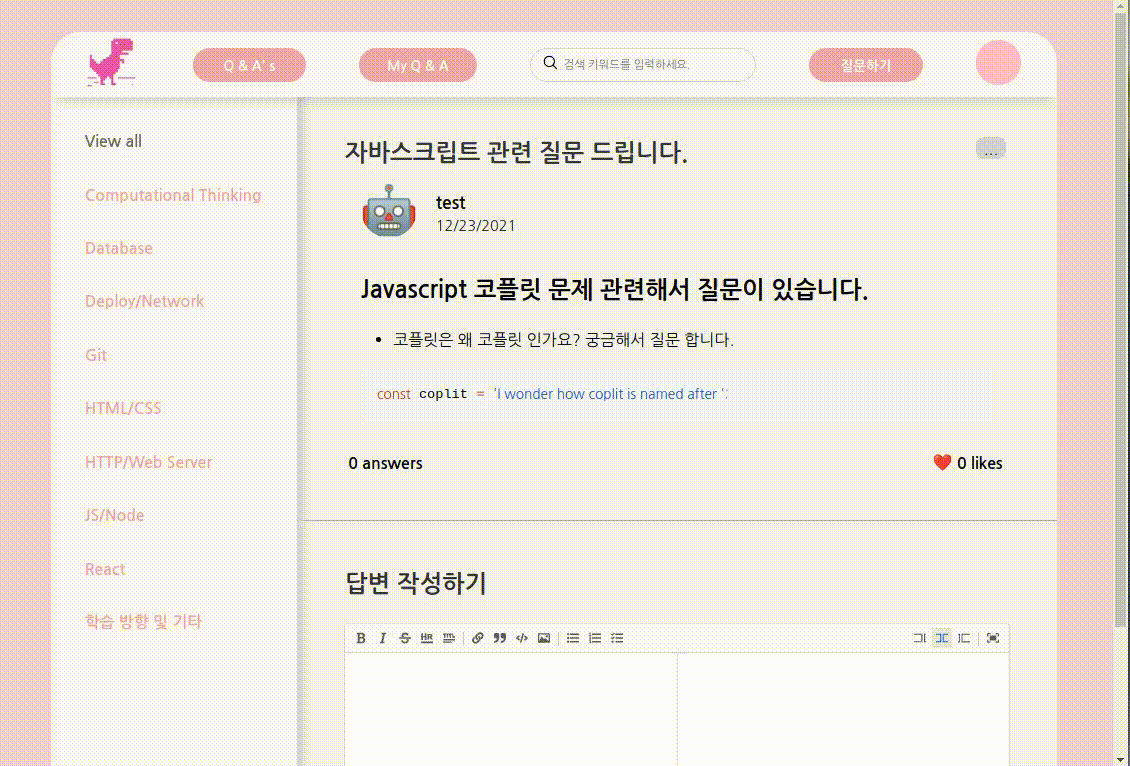 Q & A's
My Q & A
검색 키워드를 입력하세요.
질문하기
View all
Computational Thinking
Database
Deploy/Network
Git
HTML/CSS
HTTP/Web Server
JS/Node
React
학습 방향 및 기타
자바스크립트 관련 질문 드립니다.
...
test
12/23/2021
Javascript 코플릿 문제 관련해서 질문이 있습니다.
• 코플릿은 왜 코플릿 인가요? 궁금해서 질문 합니다.
const coplit = 'I wonder how coplit is named after ';
0 answers
❤️ 0 likes
답변 작성하기